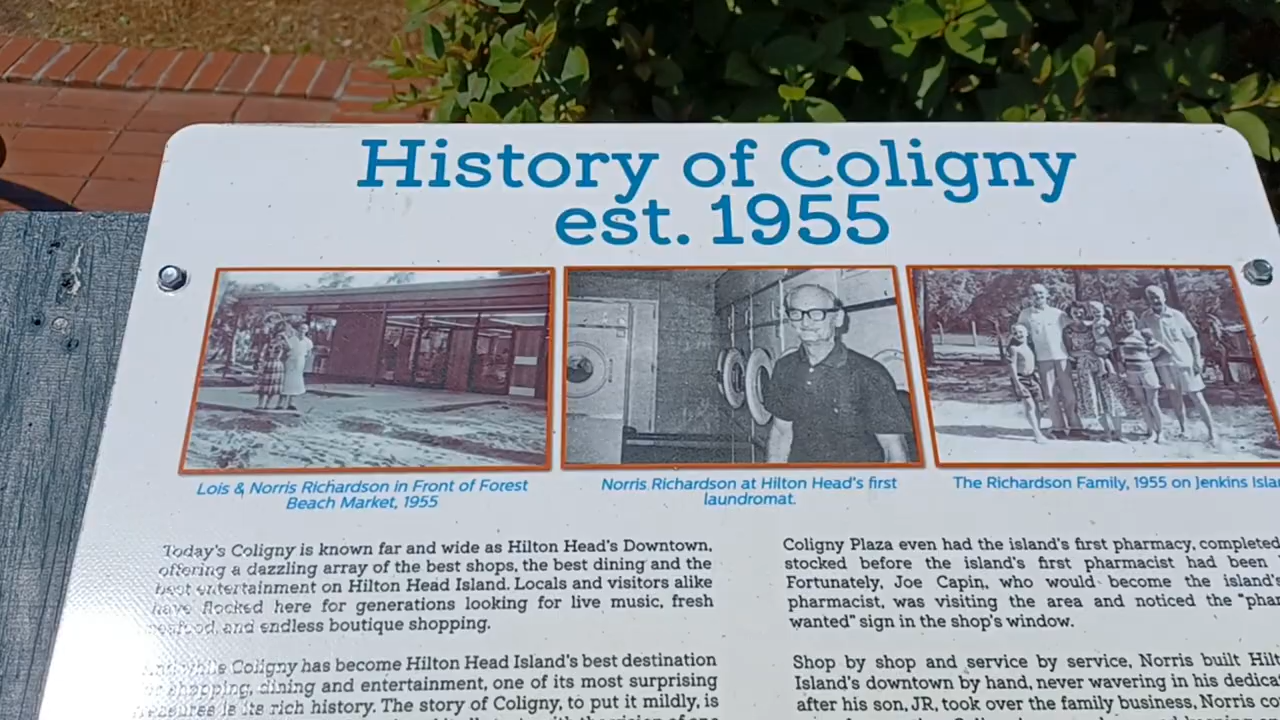 History of Coligny
est. 1955
Lois & Norris Richardson in Front of Forest
Beach Market, 1955
Norris Richardson at Hilton Head's first
laundromat.
The Richardson Family, 1955 on Jenkins
Today's Coligny is known far and wide as Hilton Head's Downtown,
offering a dazzling array of the best shops, the best dining and the
best entertainment on Hilton Head Island. Locals and visitors alike
have flocked here for generations looking for live music, fresh
seafood, and endless boutique shopping.
while Coligny has become Hilton Head Island's best destination
shopping, dining and entertainment, one of its most surprising
is its rich history. The story of Coligny, to put it mildly, is
Coligny Plaza even had the island's first pharmacy, completed
stocked before the island's first pharmacist had been
Fortunately, Joe Capin, who would become the island's
pharmacist, was visiting the area and noticed the
wanted" sign in the shop's window.
Shop by shop and service by service, Norris built
Island's downtown by hand, never wavering in his
after his son, JR, took over the family business, Norris